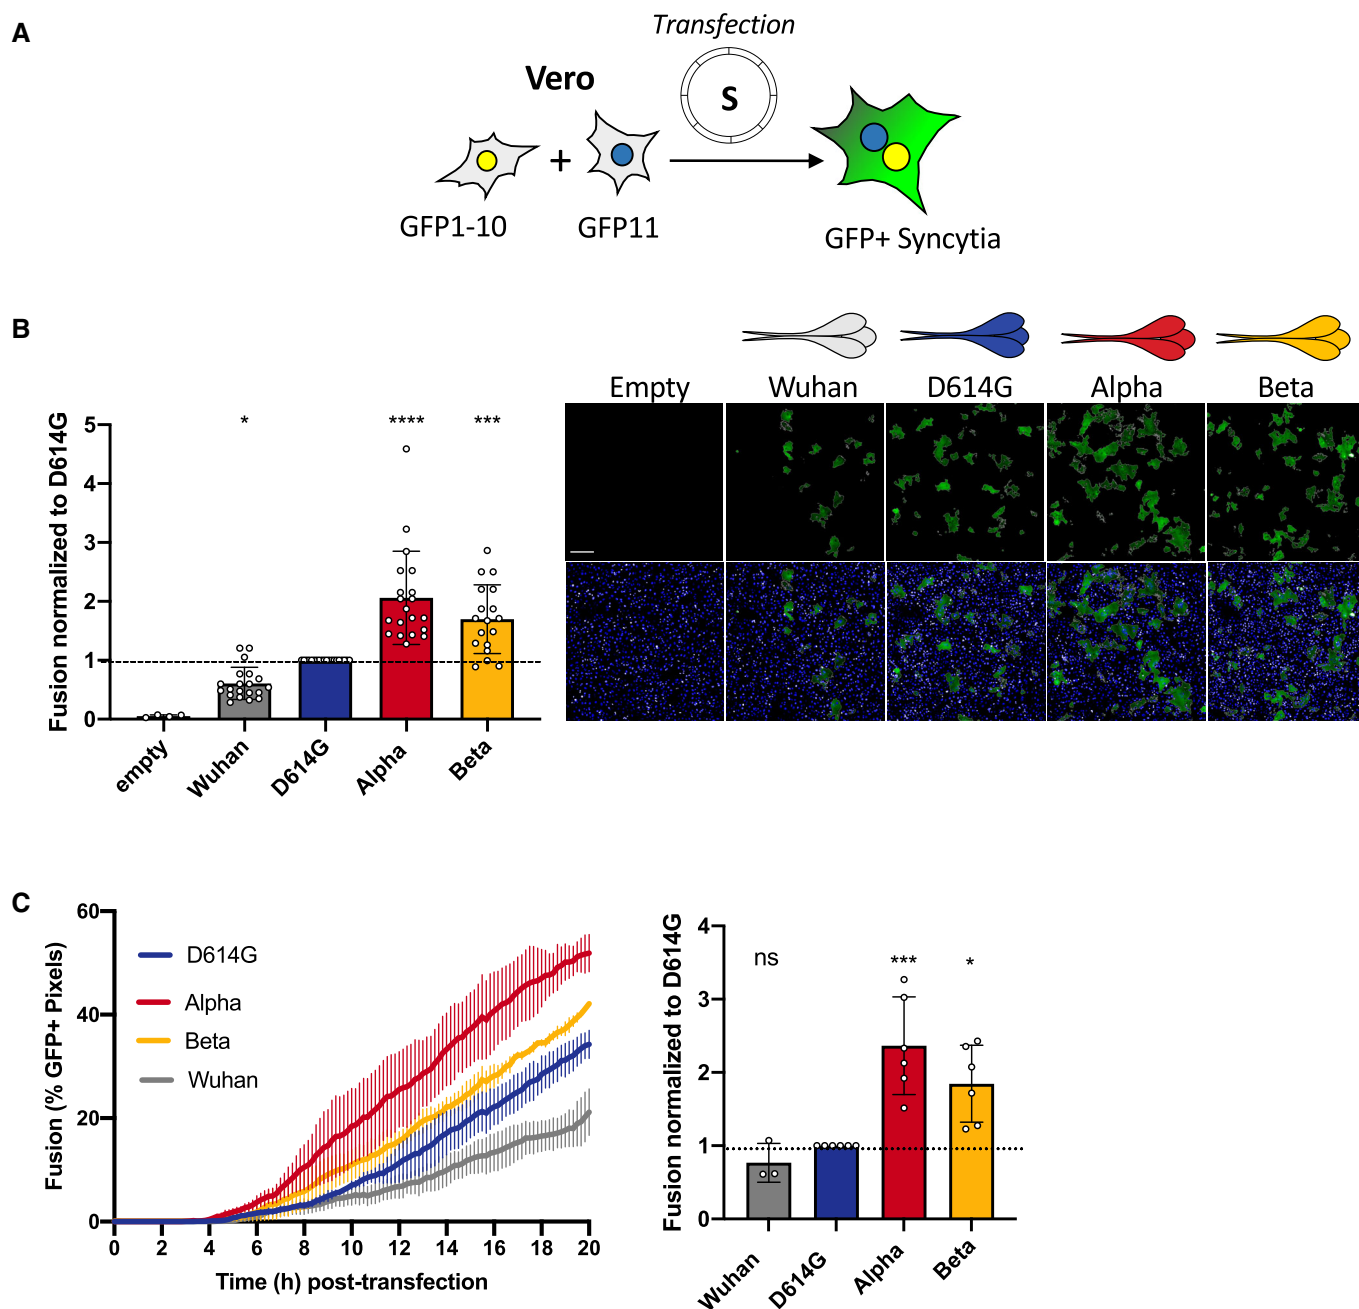 A
Transfection
Vero
S
+
GFP1-10
GFP11
GFP+ Syncytia
B
Empty
Wuhan
D614G
Alpha
Beta
Fusion normalized to D614G
5
4
3
2
1
0
*
****
***
empty
Wuhan
D614G
Alpha
Beta
C
Fusion (% GFP+ Pixels)
60
40
20
0
D614G
Alpha
Beta
Wuhan
0 2 4 6 8 10 12 14 16 18 20
Time (h) post-transfection
Fusion normalized to D614G
4
3
2
1
0
ns
***
*
Wuhan
D614G
Alpha
Beta